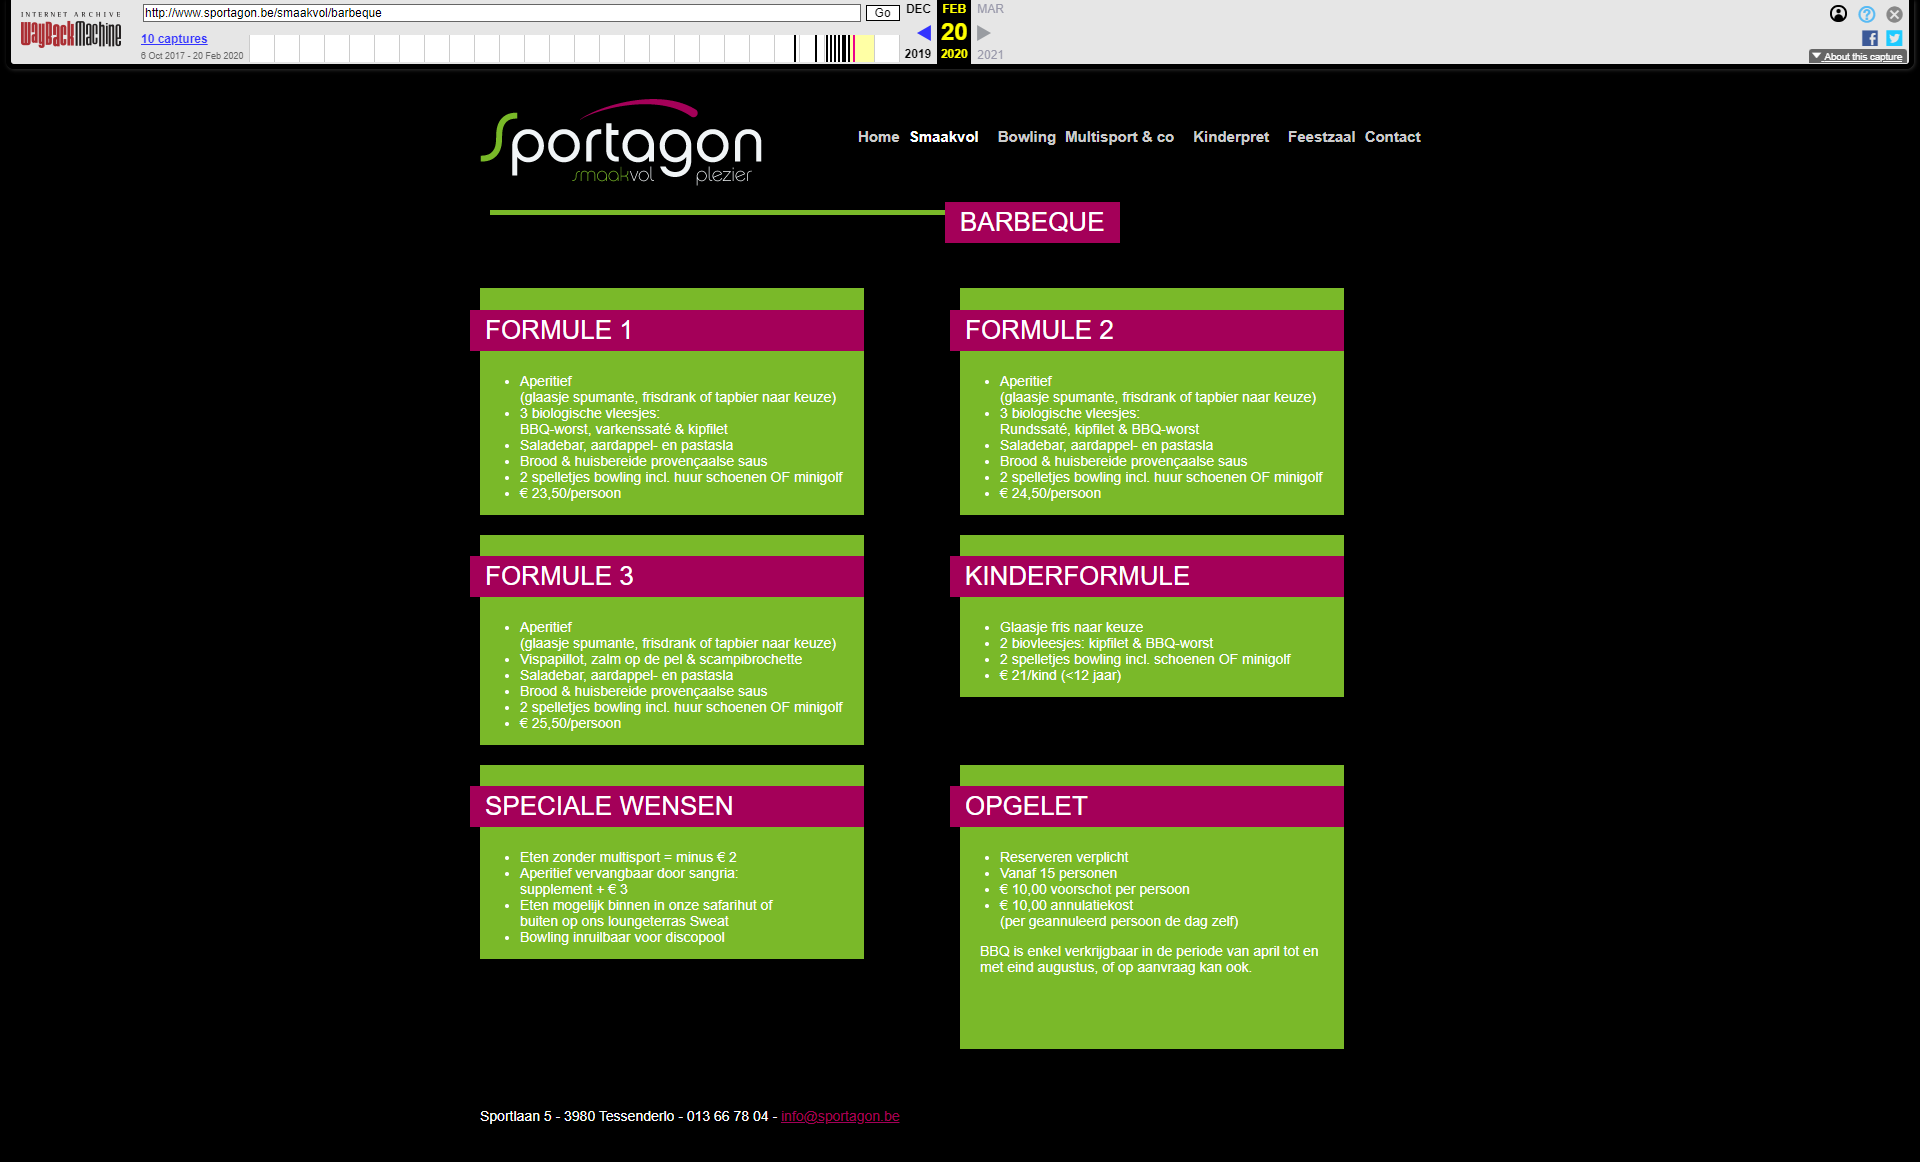 INTERNET ARCHIVE
WayBackMachine
http://www.sportagon.be/smaakvol/barbeque
Go
10 captures
6 Oct 2017 - 20 Feb 2020
DEC FEB MAR
20
2019 2020 2021
About this capture
Sportagon
smaakvol plezier
Home Smaakvol Bowling Multisport & co Kinderpret Feestzaal Contact
BARBEQUE
FORMULE 1
• Aperitief
(glaasje spumante, frisdrank of tapbier naar keuze)
• 3 biologische vleesjes:
BBQ-worst, varkenssaté & kipfilet
• Saladebar, aardappel- en pastasla
• Brood & huisbereide provençaalse saus
• 2 spelletjes bowling incl. huur schoenen OF minigolf
• € 23,50/persoon
FORMULE 2
• Aperitief
(glaasje spumante, frisdrank of tapbier naar keuze)
• 3 biologische vleesjes:
Rundssaté, kipfilet & BBQ-worst
• Saladebar, aardappel- en pastasla
• Brood & huisbereide provençaalse saus
• 2 spelletjes bowling incl. huur schoenen OF minigolf
• € 24,50/persoon
FORMULE 3
• Aperitief
(glaasje spumante, frisdrank of tapbier naar keuze)
• Vispapillot, zalm op de pel & scampibrochette
• Saladebar, aardappel- en pastasla
• Brood & huisbereide provençaalse saus
• 2 spelletjes bowling incl. huur schoenen OF minigolf
• € 25,50/persoon
KINDERFORMULE
• Glaasje fris naar keuze
• 2 biovleesjes: kipfilet & BBQ-worst
• 2 spelletjes bowling incl. schoenen OF minigolf
• € 21/kind (<12 jaar)
SPECIALE WENSEN
• Eten zonder multisport = minus € 2
• Aperitief vervangbaar door sangria:
supplement + € 3
• Eten mogelijk binnen in onze safarihut of
buiten op ons loungeterras Sweat
• Bowling inruilbaar voor discopool
OPGELET
• Reserveren verplicht
• Vanaf 15 personen
• € 10,00 voorschot per persoon
• € 10,00 annulatiekost
(per geannuleerd persoon de dag zelf)
BBQ is enkel verkrijgbaar in de periode van april tot en
met eind augustus, of op aanvraag kan ook.
Sportlaan 5 - 3980 Tessenderlo - 013 66 78 04 - info@sportagon.be